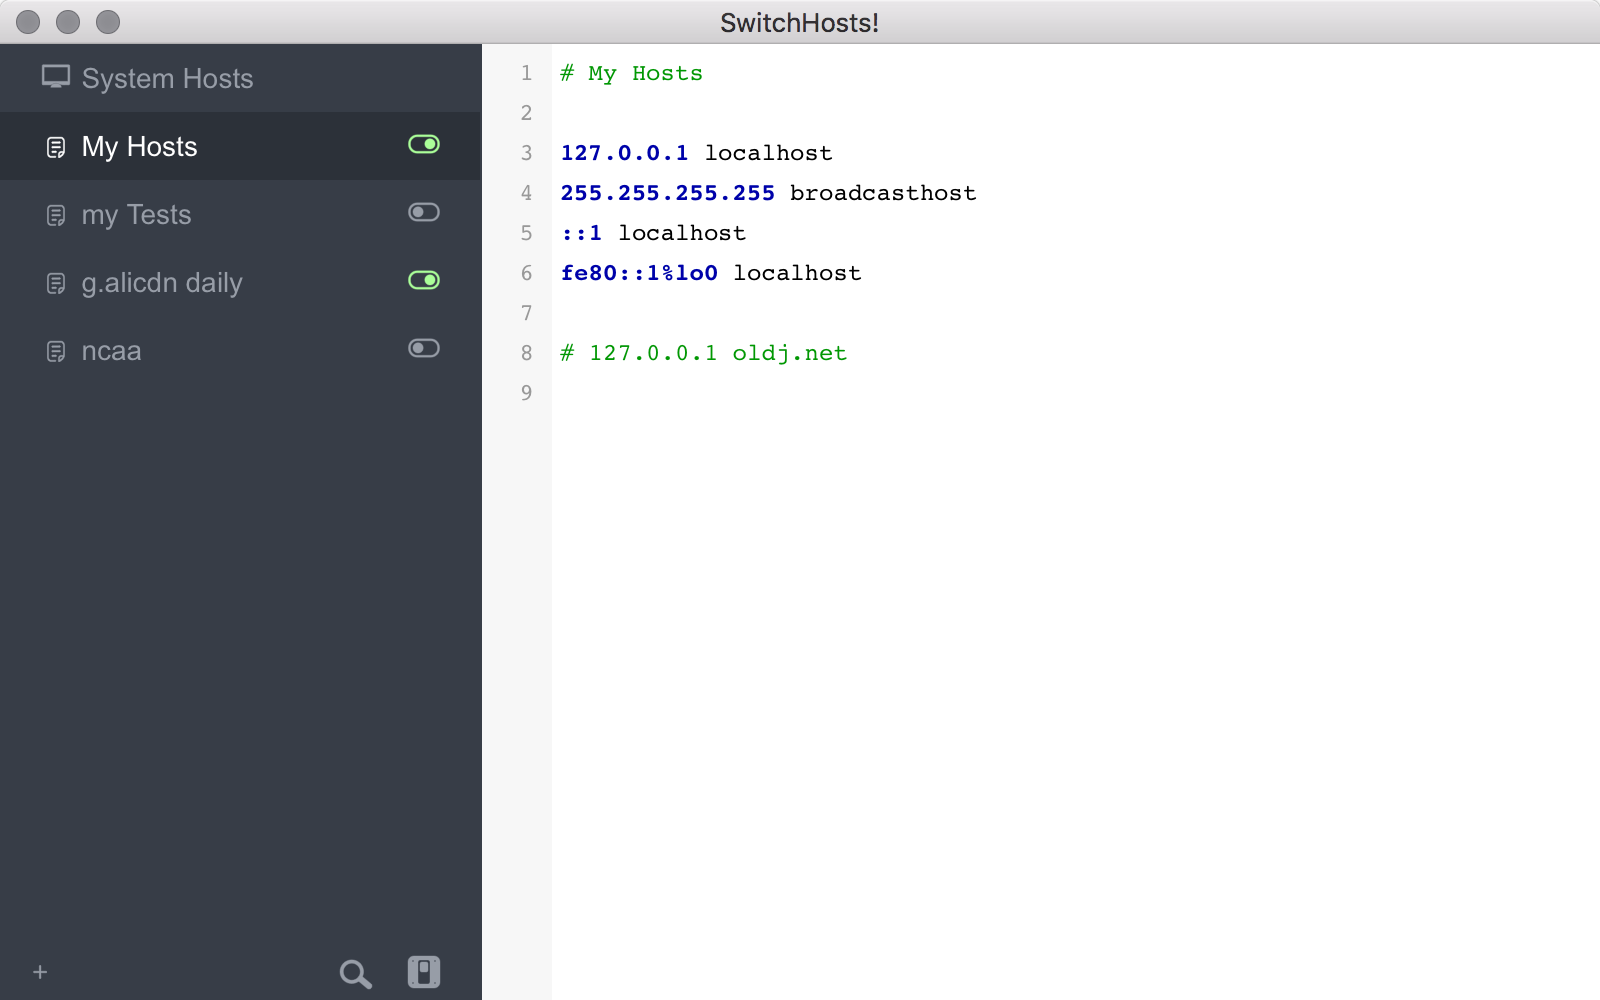 SwitchHosts!
System Hosts
My Hosts
my Tests
g.alicdn daily
ncaa
+
1 # My Hosts
2
3 127.0.0.1 localhost
4 255.255.255.255 broadcasthost
5 ::1 localhost
6 fe80::1%lo0 localhost
7
8 # 127.0.0.1 oldj.net
9